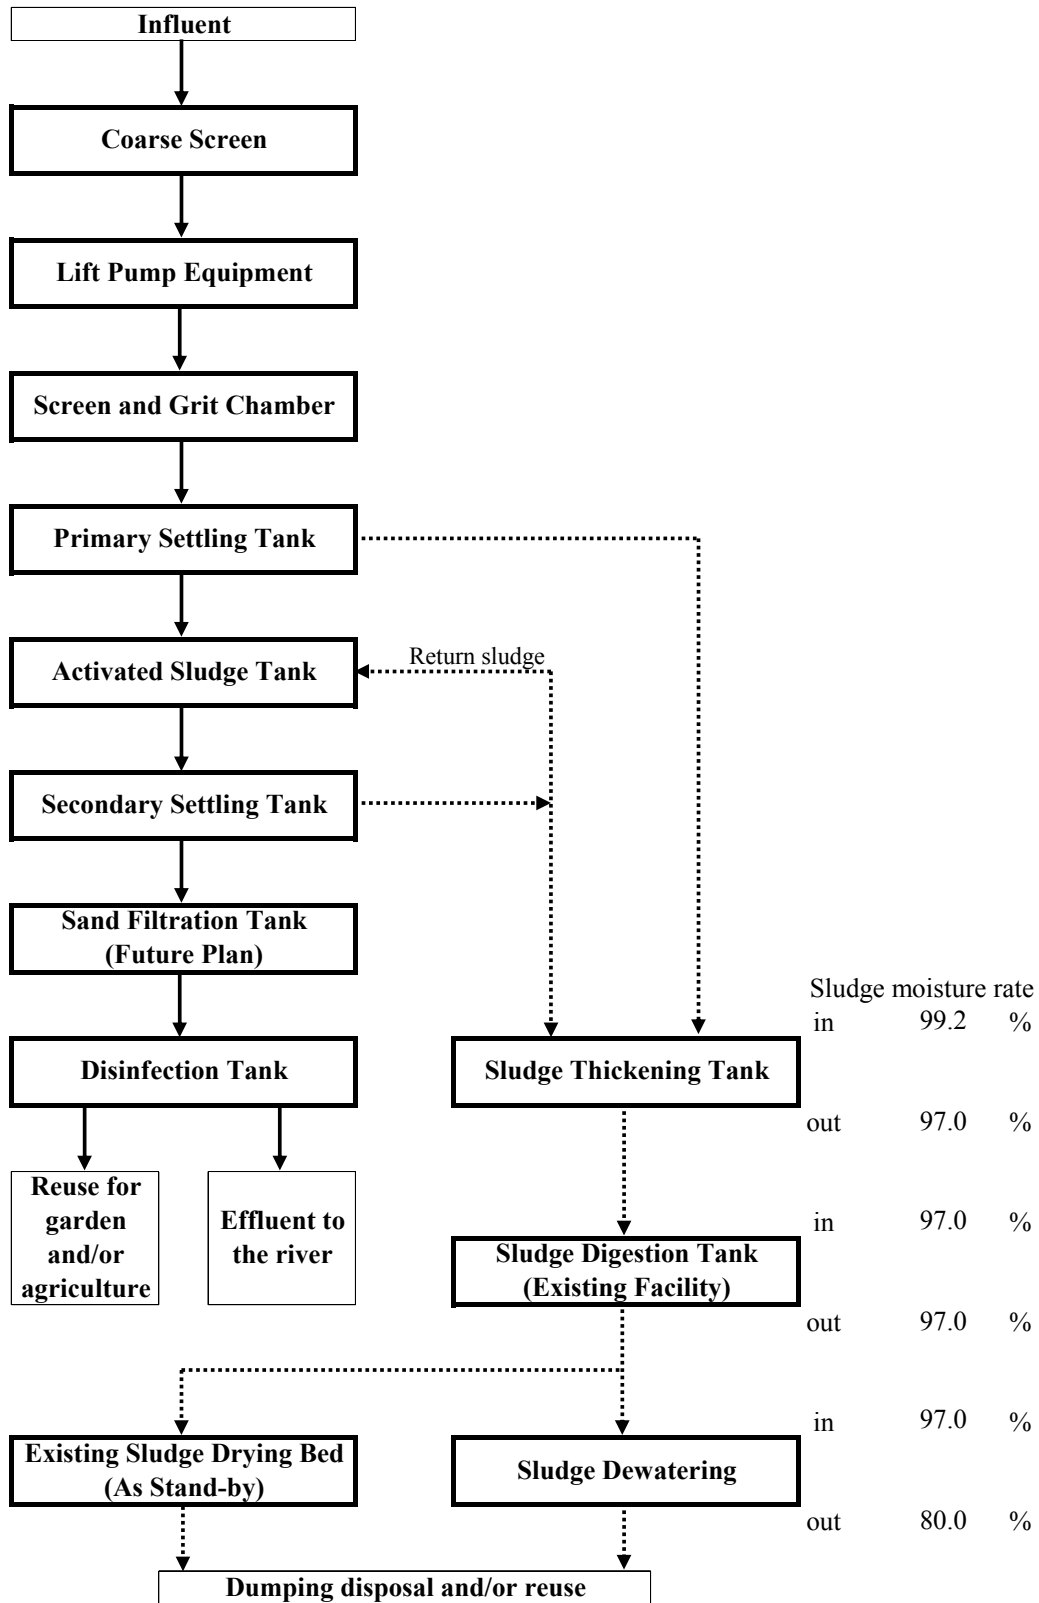 Influent
Coarse Screen
Lift Pump Equipment
Screen and Grit Chamber
Primary Settling Tank
Return sludge
Activated Sludge Tank
Secondary Settling Tank
Sand Filtration Tank
(Future Plan)
Sludge moisture rate
in 99.2 %
Disinfection Tank
Sludge Thickening Tank
out 97.0 %
Reuse for
garden
and/or
agriculture
Effluent to
the river
in 97.0 %
Sludge Digestion Tank
(Existing Facility)
out 97.0 %
in 97.0 %
Existing Sludge Drying Bed
(As Stand-by)
Sludge Dewatering
out 80.0 %
Dumping disposal and/or reuse